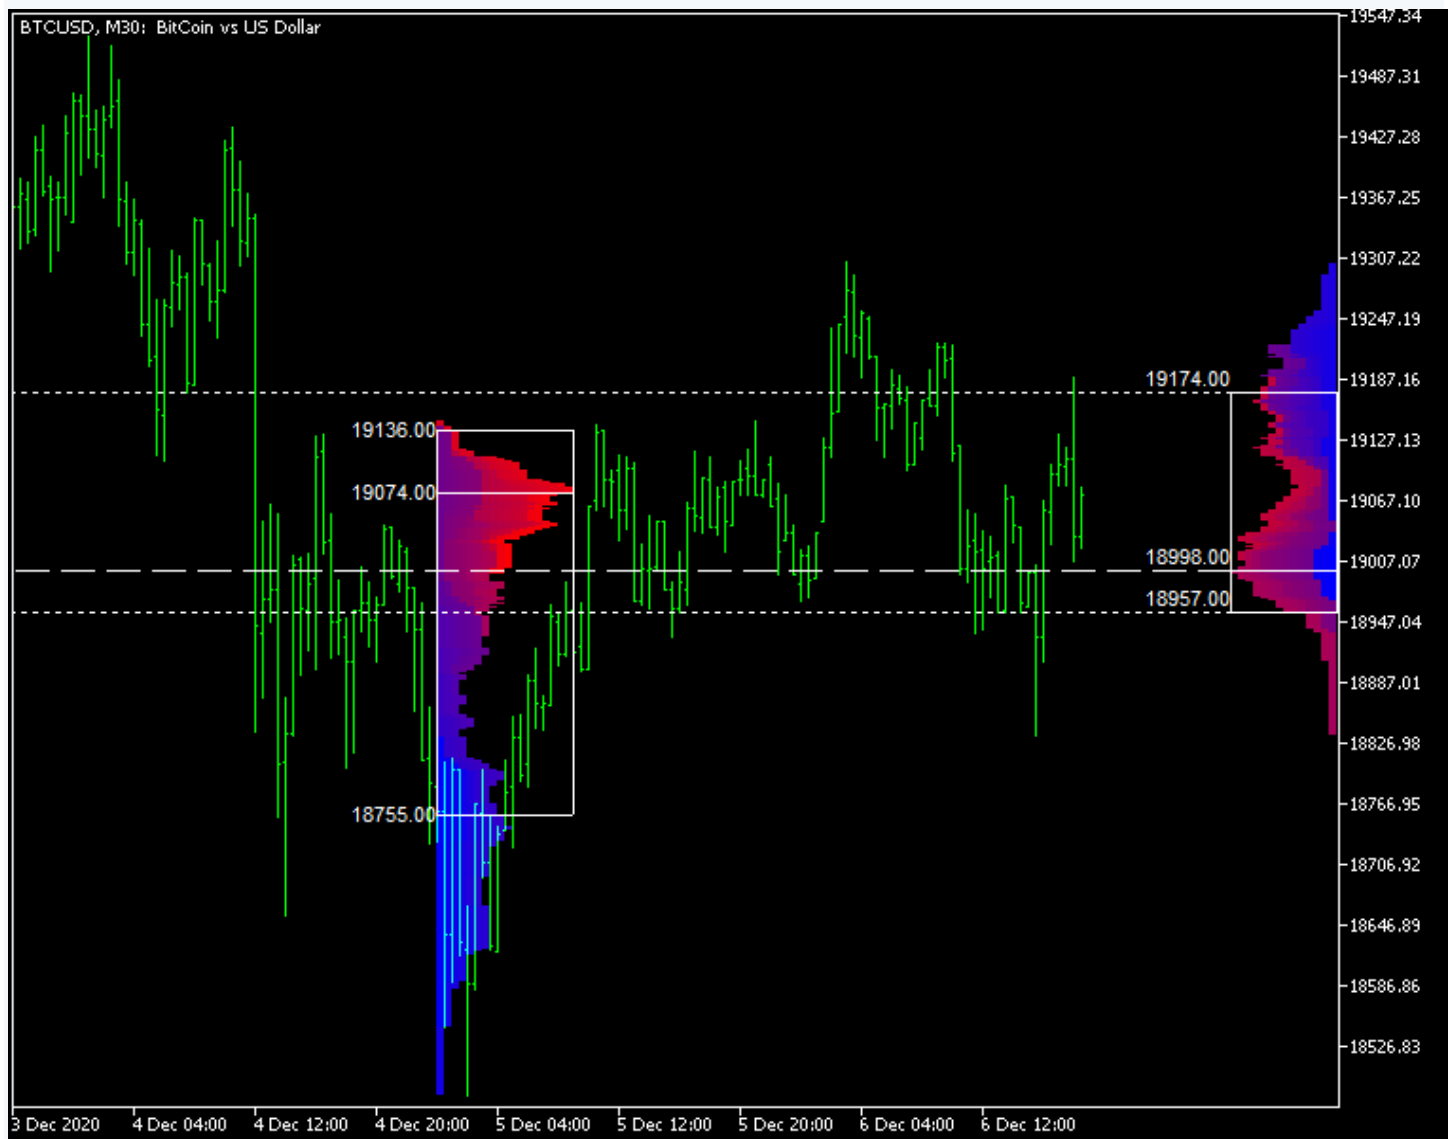 BTCUSD, M30: BitCoin vs US Dollar
19547.34
19487.31
19427.28
19367.25
19307.22
19247.19
19174.00
19187.16
19136.00
19127.13
19074.00
19067.10
18998.00
19007.07
18957.00
18947.04
18887.01
18826.98
18755.00
18766.95
18706.92
18646.89
18586.86
18526.83
3 Dec 2020
4 Dec 04:00
4 Dec 12:00
4 Dec 20:00
5 Dec 04:00
5 Dec 12:00
5 Dec 20:00
6 Dec 04:00
6 Dec 12:00